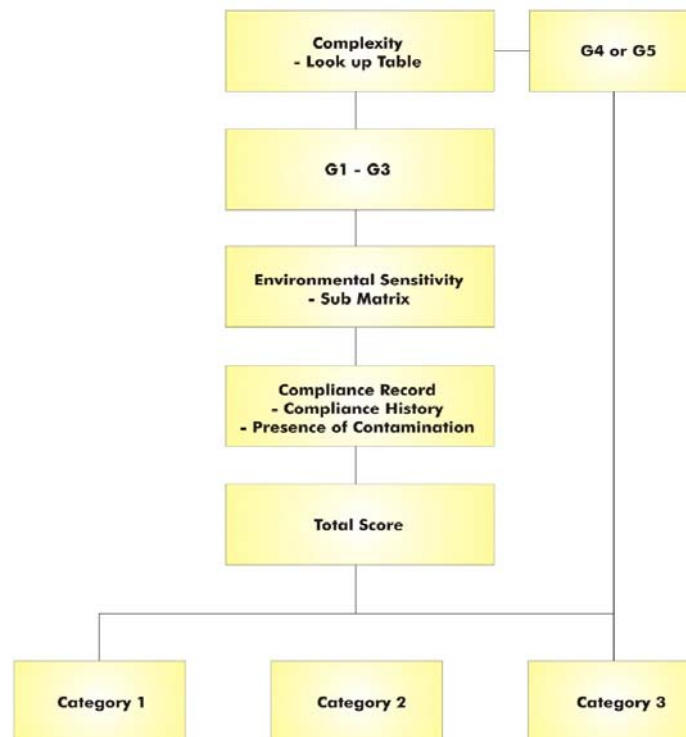 Complexity
- Look up Table
G4 or G5
G1 - G3
Environmental Sensitivity
- Sub Matrix
Compliance Record
- Compliance History
- Presence of Contamination
Total Score
Category 1
Category 2
Category 3